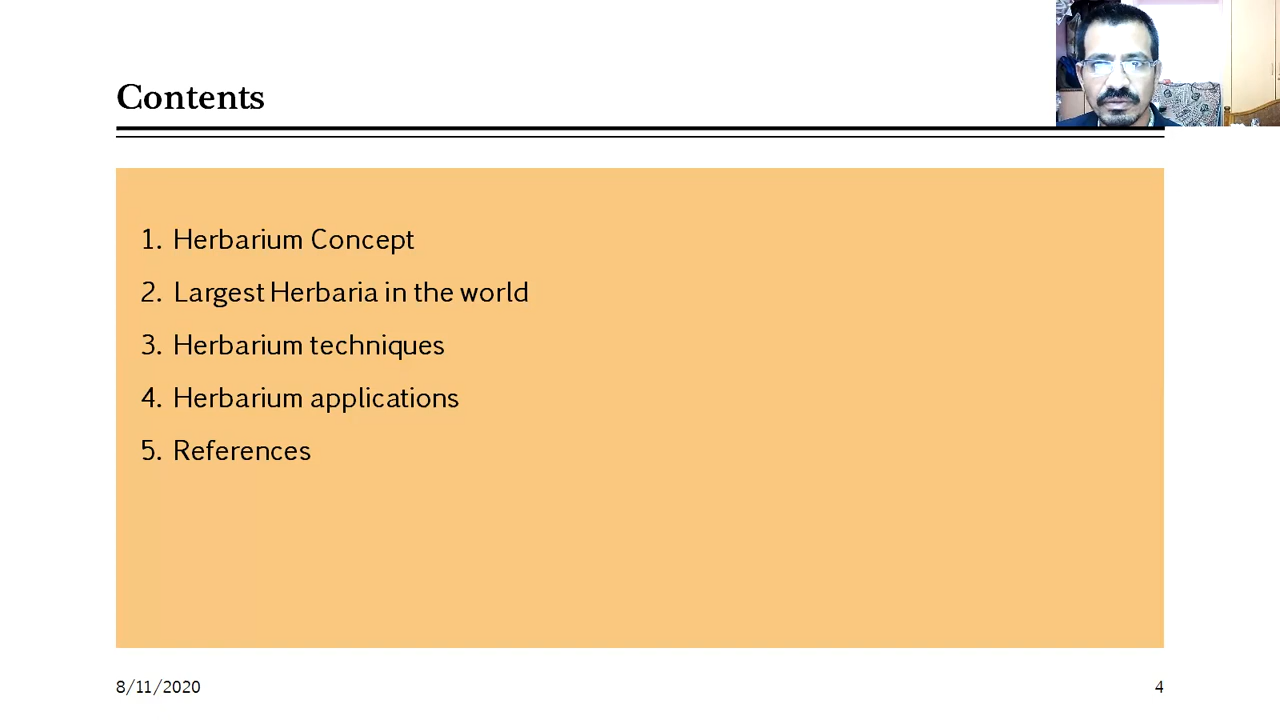 Contents
1. Herbarium Concept
2. Largest Herbaria in the world
3. Herbarium techniques
4. Herbarium applications
5. References
8/11/2020
4